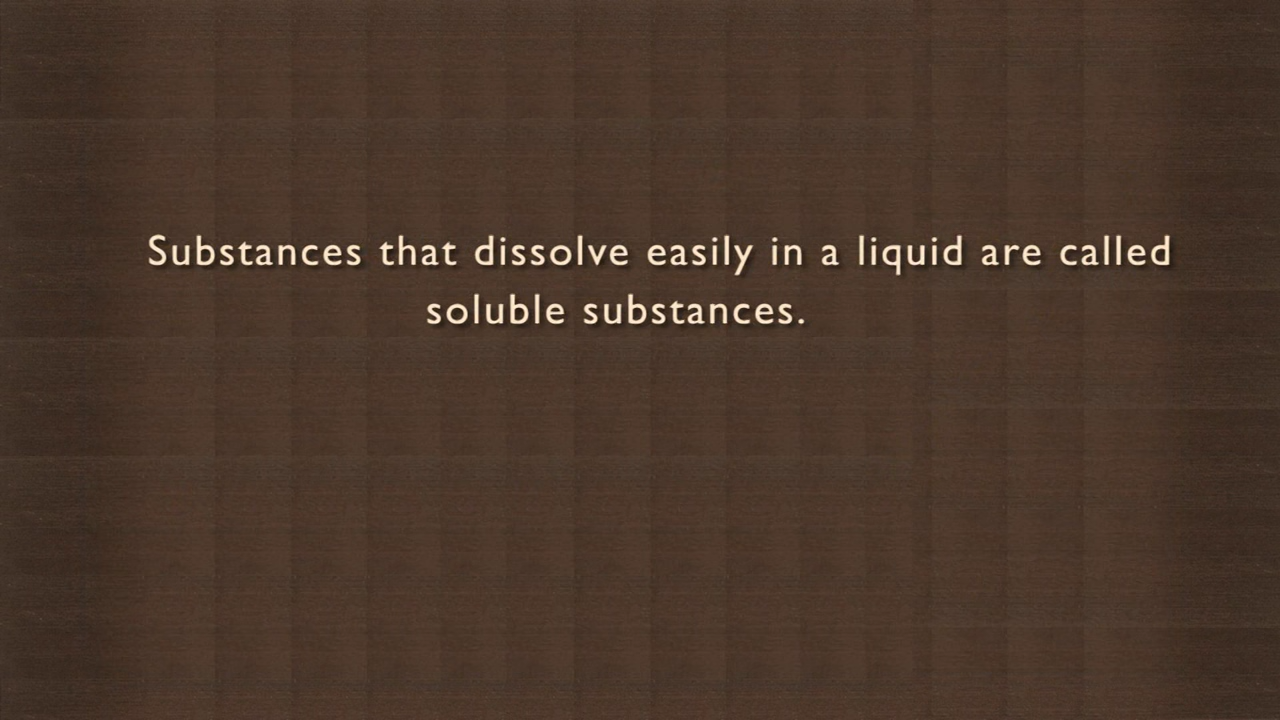 Substances that dissolve easily in a liquid are called
soluble substances.